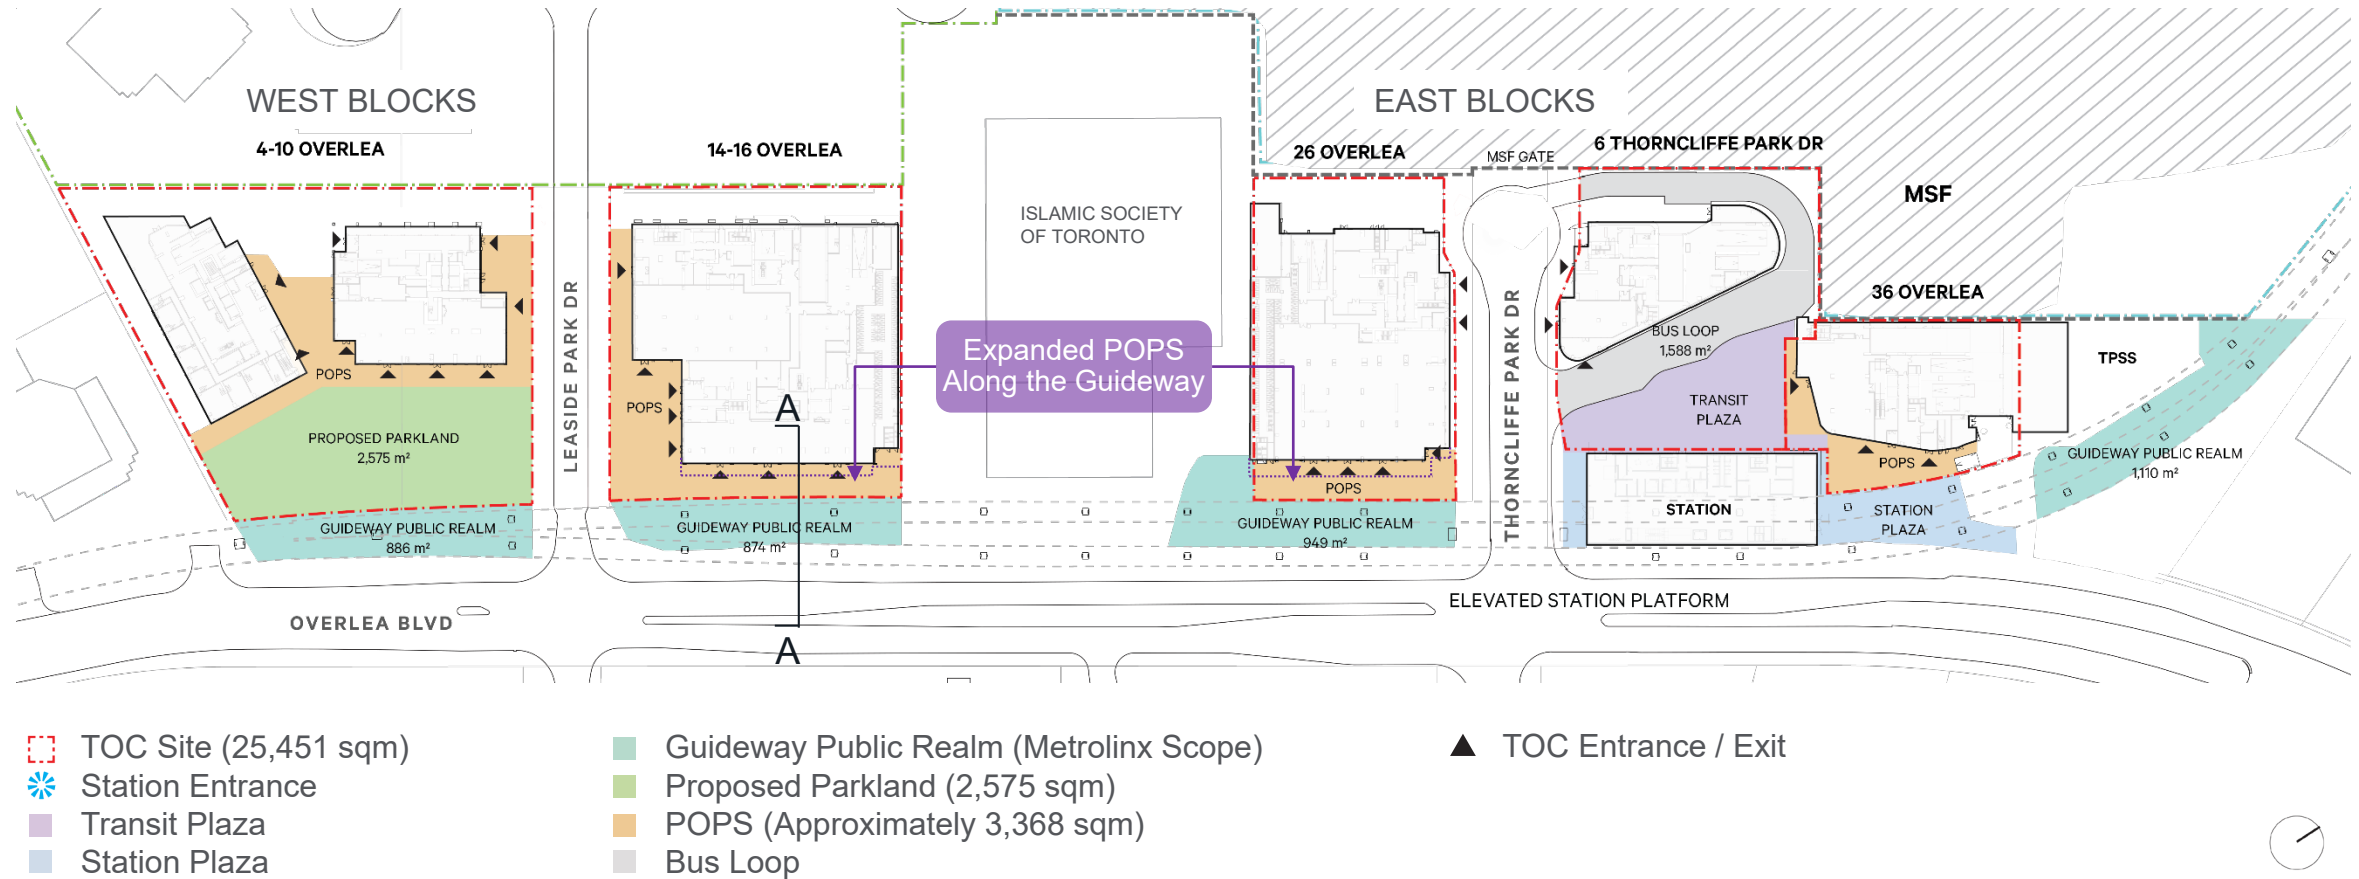 WEST BLOCKS
EAST BLOCKS
4-10 OVERLEA
14-16 OVERLEA
26 OVERLEA
MSF GATE
6 THORNCLIFFE PARK DR
MSF
ISLAMIC SOCIETY
OF TORONTO
36 OVERLEA
LEASIDE PARK DR
THORNCLIFFE PARK DR
BUS LOOP
1,588 m²
Expanded POPS
Along the Guideway
TPSS
POPS
POPS
A
TRANSIT
PLAZA
PROPOSED PARKLAND
2,575 m²
GUIDEWAY PUBLIC REALM
1,110 m²
POPS
POPS
STATION
STATION
PLAZA
GUIDEWAY PUBLIC REALM
886 m²
GUIDEWAY PUBLIC REALM
874 m²
GUIDEWAY PUBLIC REALM
949 m²
ELEVATED STATION PLATFORM
OVERLEA BLVD
A
TOC Site (25,451 sqm)
Station Entrance
Transit Plaza
Station Plaza
Guideway Public Realm (Metrolinx Scope)
Proposed Parkland (2,575 sqm)
POPS (Approximately 3,368 sqm)
Bus Loop
TOC Entrance / Exit